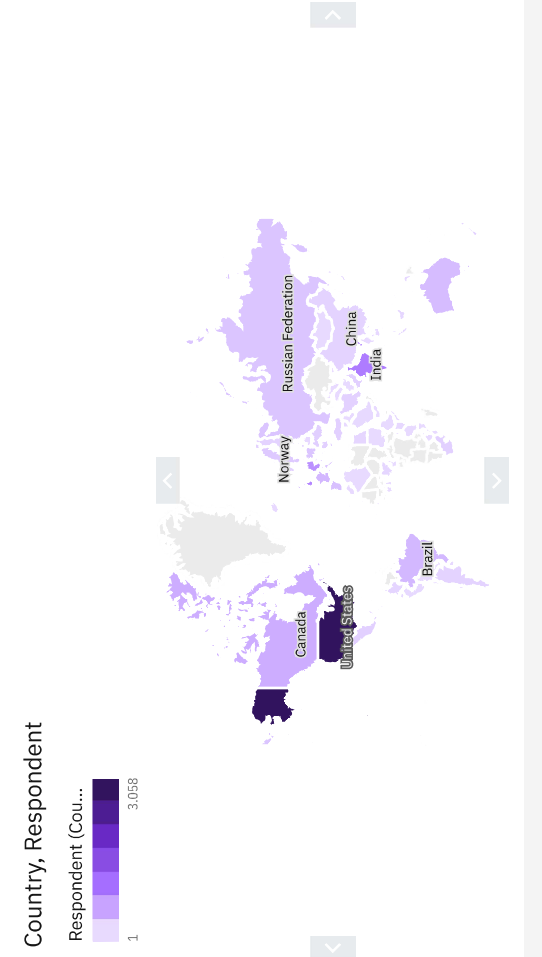 Country, Respondent
Respondent (Cou...
1
3.058
Canada
United States
Brazil
Norway
Russian Federation
China
India